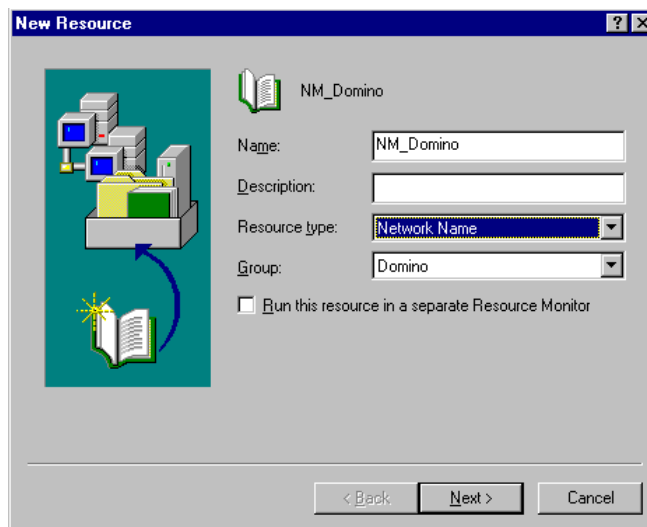 New Resource
NM_Domino
Name: NM_Domino
Description:
Resource type: Network Name
Group: Domino
Run this resource in a separate Resource Monitor
< Back Next > Cancel